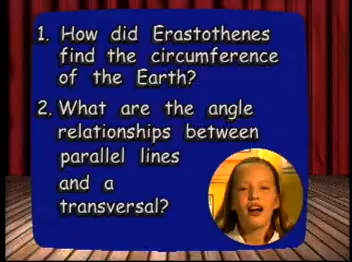 1. How did Erastothenes
find the circumference
of the Earth?
2. What are the angle
relationships between
parallel lines
and a
transversal?